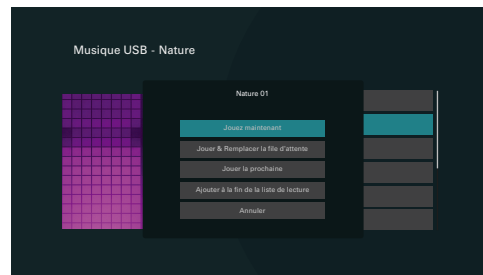 Musique USB - Nature
Nature 01
Jouez maintenant
Jouer & Remplacer la file d'attente
Jouer la prochaine
Ajouter à la fin de la liste de lecture
Annuler